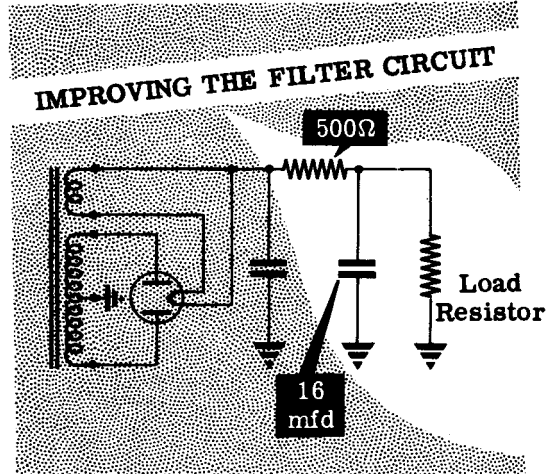 IMPROVING THE FILTER CIRCUIT
500Ω
Load
Resistor
16
mfd